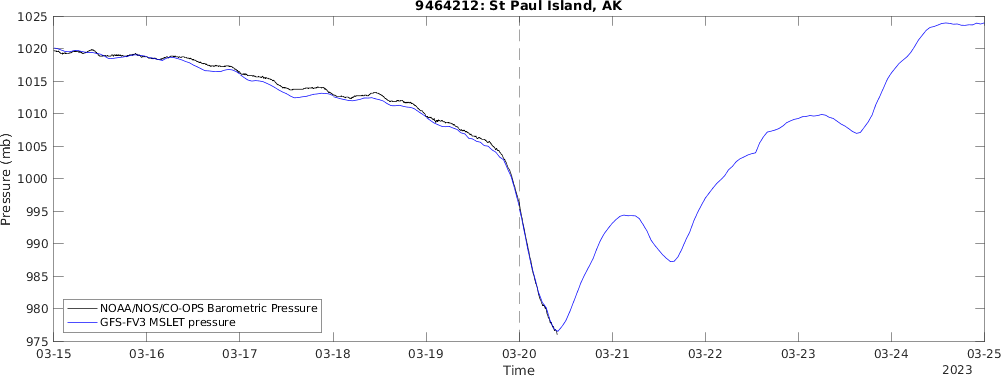 9464212: St Paul Island, AK
Pressure (mb)
1025
1020
1015
1010
1005
1000
995
990
985
980
975
NOAA/NOS/CO-OPS Barometric Pressure
GFS-FV3 MSLET pressure
03-15 03-16 03-17 03-18 03-19 03-20 03-21 03-22 03-23 03-24 03-25
Time
2023